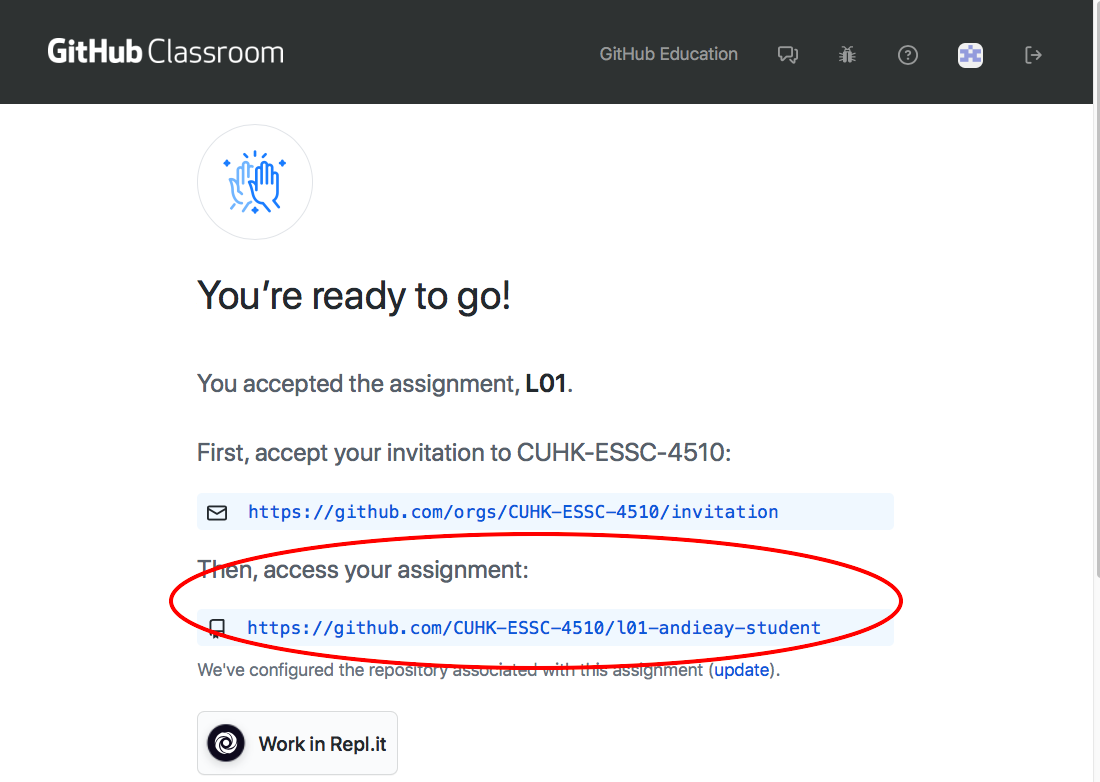 GitHub Classroom
GitHub Education
You’re ready to go!
You accepted the assignment, L01.
First, accept your invitation to CUHK-ESSC-4510:
https://github.com/orgs/CUHK-ESSC-4510/invitation
Then, access your assignment:
https://github.com/CUHK-ESSC-4510/l01-andieay-student
We've configured the repository associated with this assignment (update).
Work in Repl.it